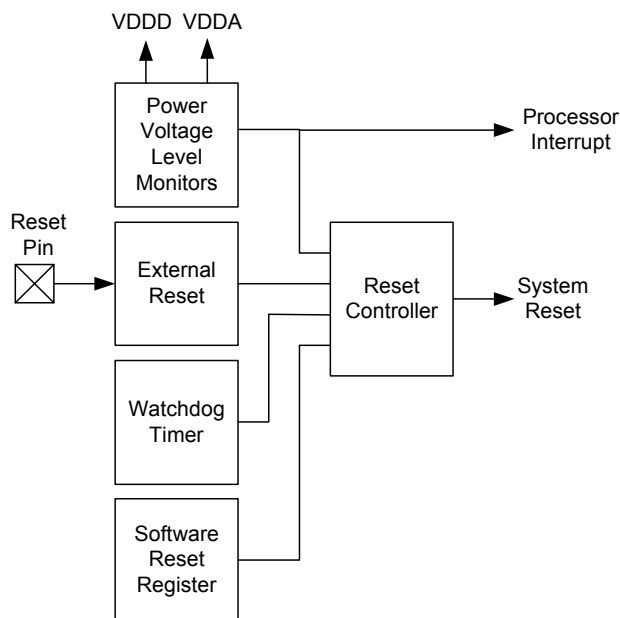 VDDD VDDA
Power
Voltage
Level
Monitors
Processor
Interrupt
Reset
Pin
External
Reset
Reset
Controller
System
Reset
Watchdog
Timer
Software
Reset
Register